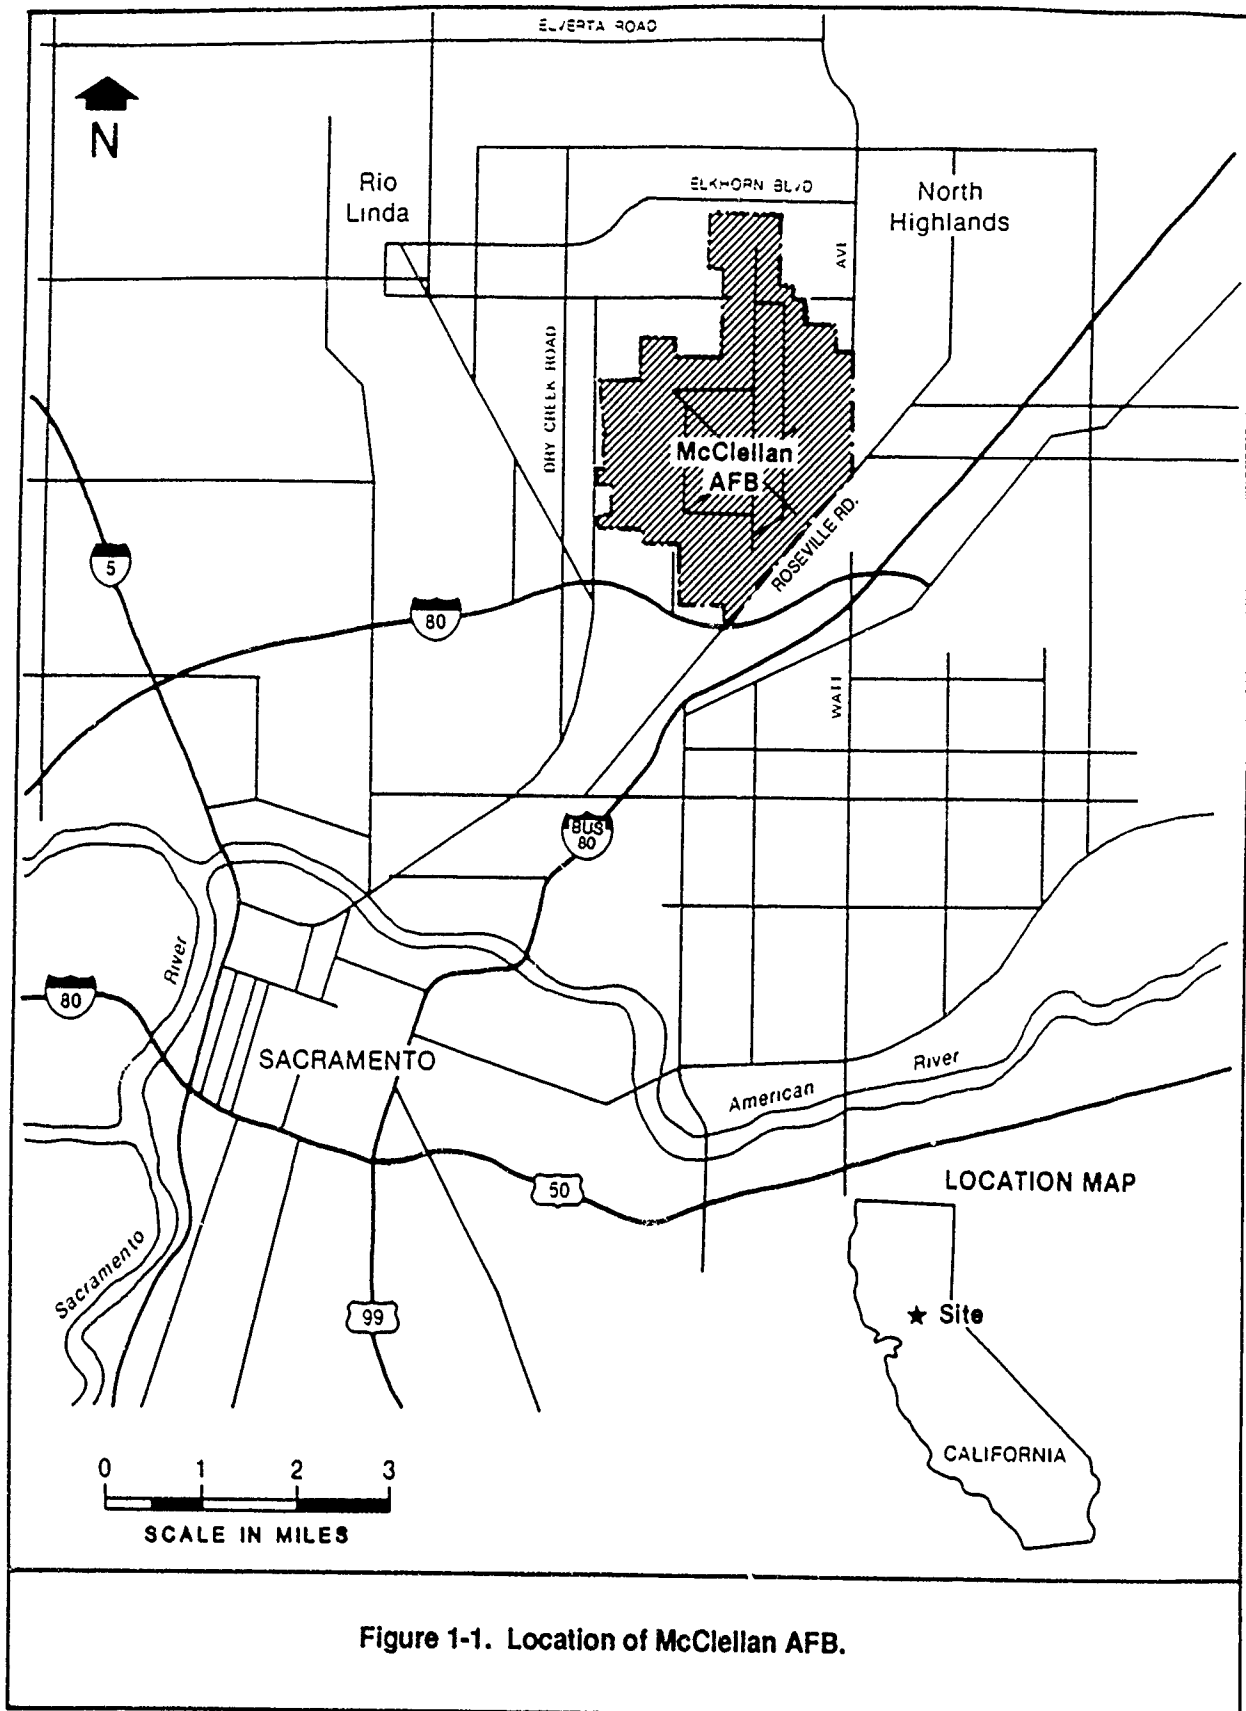 ELVERTA ROAD
N
Rio
Linda
ELKHORN BLVD
North
Highlands
AVE
DRY CREEK ROAD
McClellan
AFB
ROSEVILLE RD.
5
80
WATT
BUS
80
River
80
SACRAMENTO
American
River
50
LOCATION MAP
Sacramento
99
Site
CALIFORNIA
0 1 2 3
SCALE IN MILES
Figure 1-1. Location of McClellan AFB.